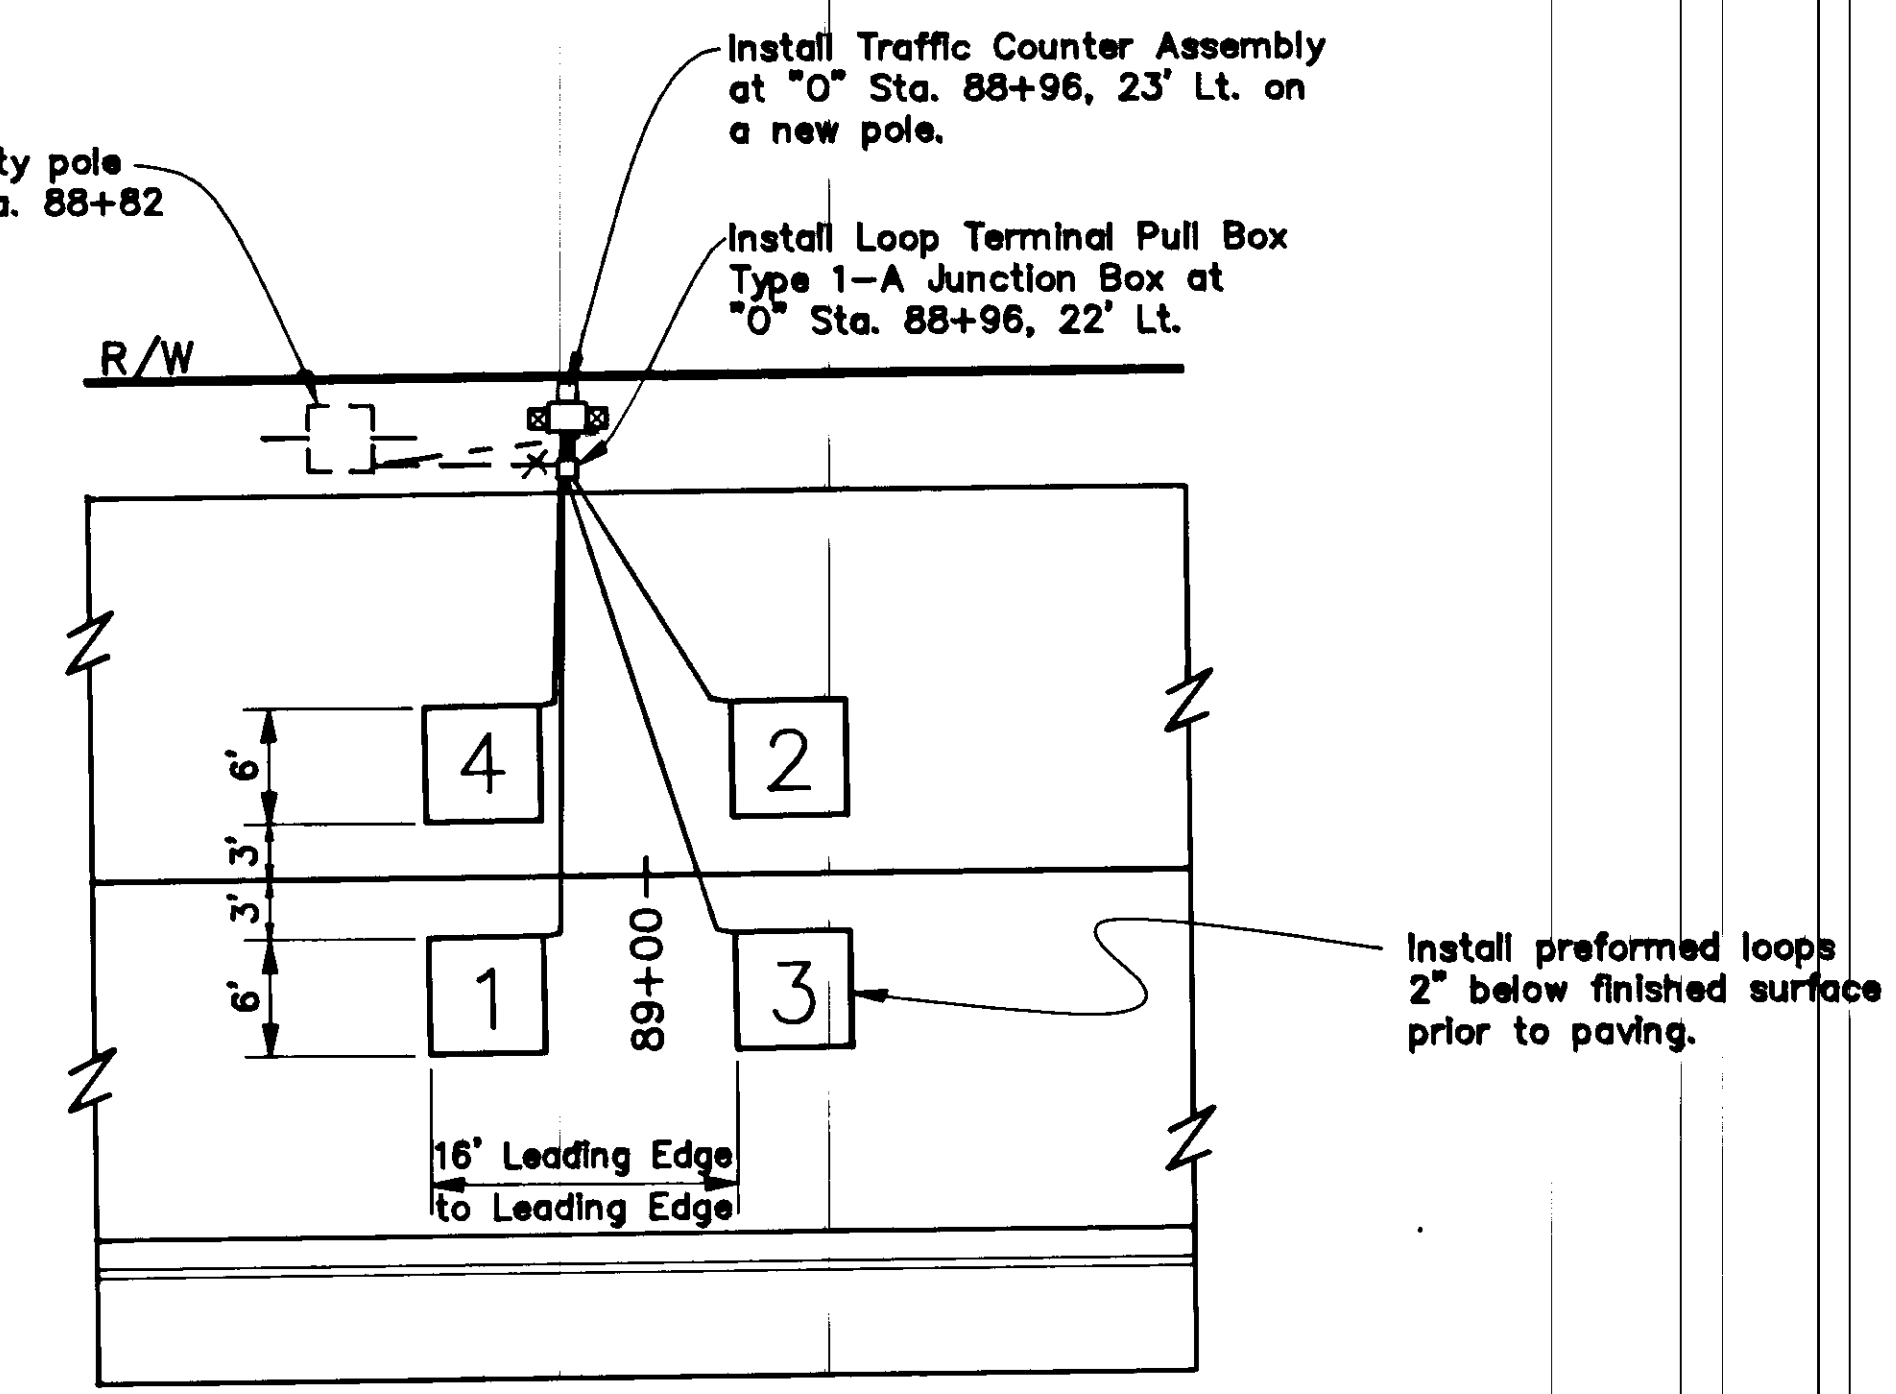 Install Traffic Counter Assembly
at "O" Sta. 88+96, 23' Lt. on
a new pole.
pole
88+82
Install Loop Terminal Pull Box
Type 1-A Junction Box at
"O" Sta. 88+96, 22' Lt.
R/W
4
2
6'
3'
3'
6'
1
89+00
3
Install preformed loops
2" below finished surface
prior to paving.
16' Leading Edge
to Leading Edge